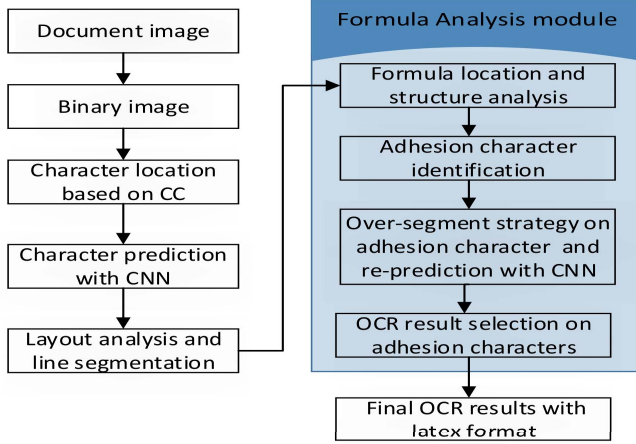 Document image
Binary image
Character location
based on CC
Character prediction
with CNN
Layout analysis and
line segmentation
Formula Analysis module
Formula location and
structure analysis
Adhesion character
identification
Over-segment strategy on
adhesion character and
re-prediction with CNN
OCR result selection on
adhesion characters
Final OCR results with
latex format